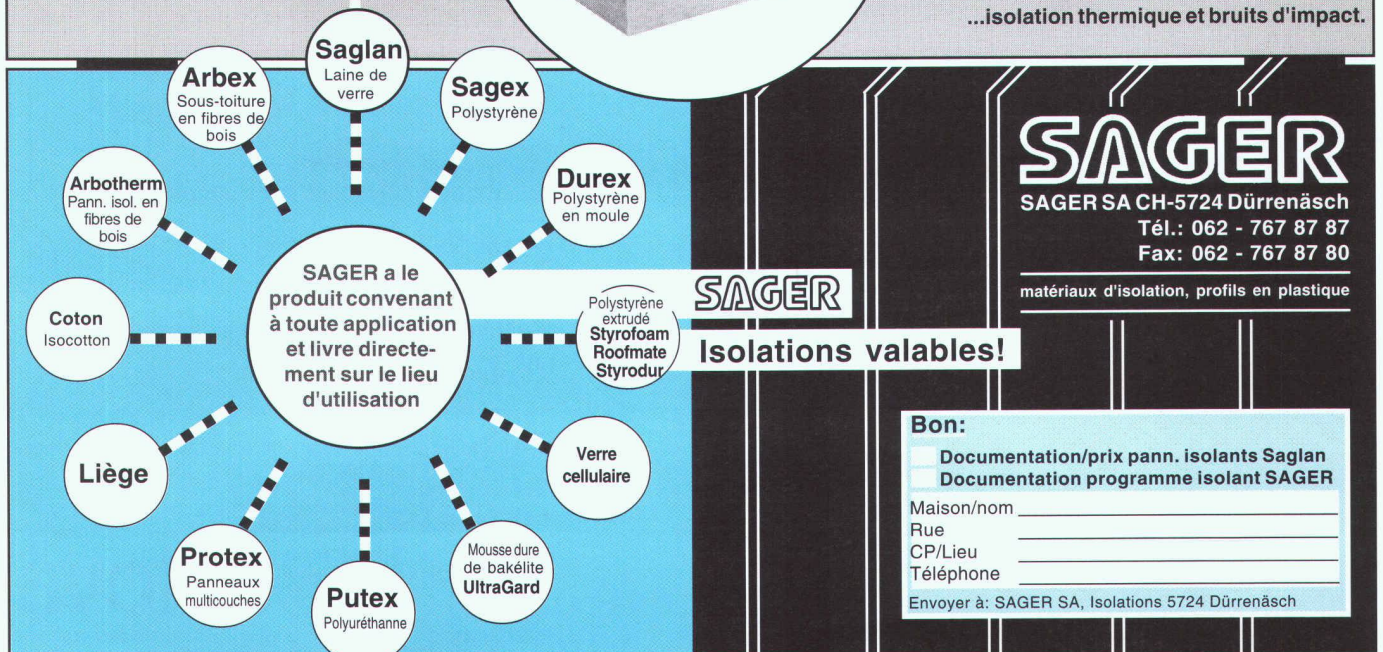 ...isolation thermique et bruits d'impact.
Saglan
Laine de
verre
Arbex
Sous-toiture
en fibres de
bois
Sagex
Polystyrène
Arbotherm
Pann. isol. en
fibres de
bois
Durex
Polystyrène
en moule
Coton
Isocotton
SAGER a le
produit convenant
à toute application
et livre directe-
ment sur le lieu
d'utilisation
Polystyrène
extrudé
Styrofoam
Roofmate
Styrodur
Liège
Verre
cellulaire
Protex
Panneaux
multicouches
Putex
Polyuréthanne
Mousse dure
de bakélite
UltraGard
SAGER
Isolations valables!
SAGER
SAGER SA CH-5724 Dürrenäsch
Tél.: 062 - 767 87 87
Fax: 062 - 767 87 80
matériaux d'isolation, profils en plastique
Bon:
Documentation/prix pann. isolants Saglan
Documentation programme isolant SAGER
Maison/nom
Rue
CP/Lieu
Téléphone
Envoyer à: SAGER SA, Isolations 5724 Dürrenäsch